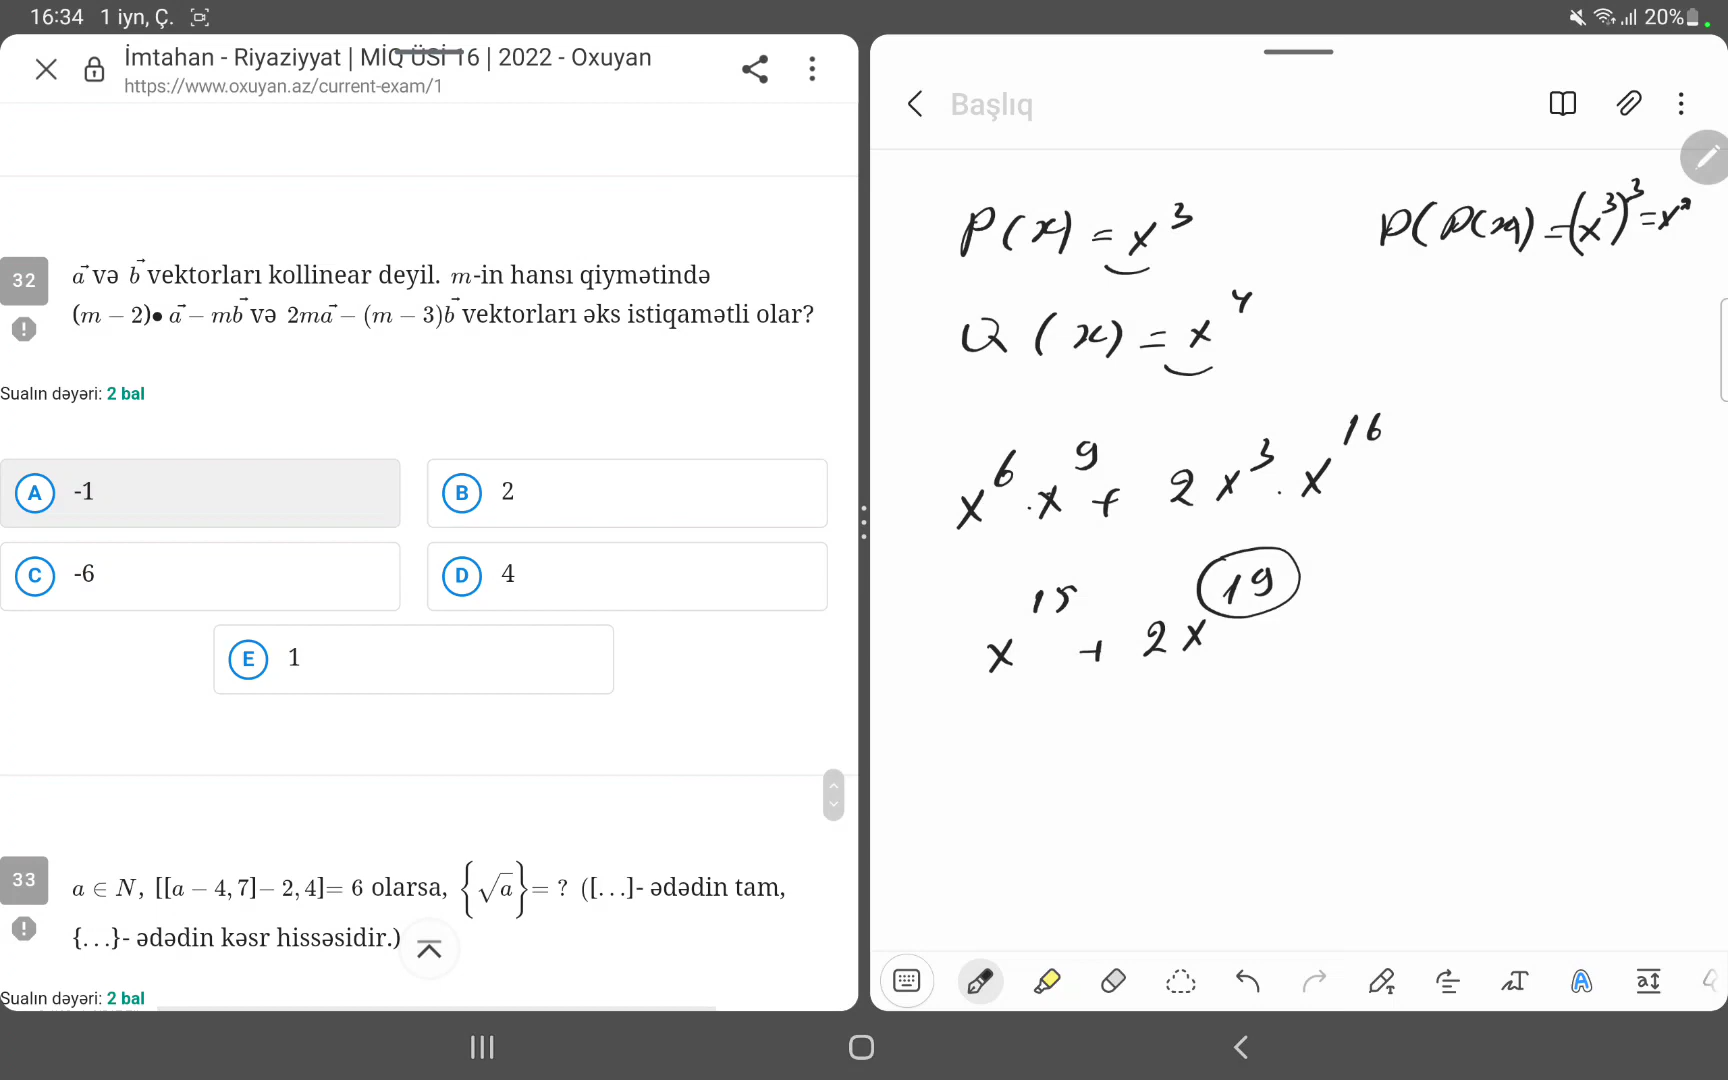 16:34 1 iyn, Ç. 20%
İmtahan - Riyaziyyat | MİQ ÜSİ 16 | 2022 - Oxuyan
https://www.oxuyan.az/current-exam/1
32
a⃗ və b⃗ vektorları kollinear deyil. m-in hansı qiymətində
(m − 2)• a⃗ − mb⃗ və 2ma⃗ − (m − 3)b⃗ vektorları əks istiqamətli olar?
Sualın dəyəri: 2 bal
A -1
B 2
C -6
D 4
E 1
33
a ∈ N, [[a − 4, 7]− 2, 4]= 6 olarsa, {√a}= ? ([...]- ədədin tam,
{...}- ədədin kəsr hissəsidir.)
Sualın dəyəri: 2 bal
Başlıq
P(x) = x³
P(P(x)) = (x³)³ = x
Q(x) = x⁴
x⁶ · x⁹ + 2x³ · x¹⁶
x¹⁵ + 2x¹⁹